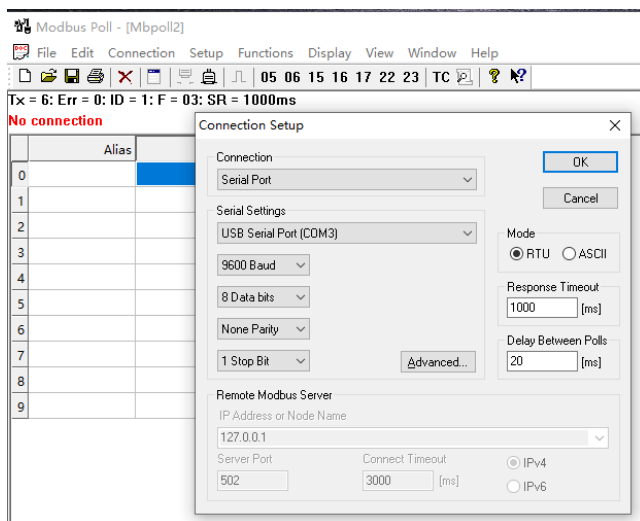 Modbus Poll - [Mbpoll2]
File Edit Connection Setup Functions Display View Window Help
05 06 15 16 17 22 23 TC
Tx = 6: Err = 0: ID = 1: F = 03: SR = 1000ms
No connection
Alias
0
1
2
3
4
5
6
7
8
9
Connection Setup
Connection
Serial Port
OK
Cancel
Serial Settings
USB Serial Port (COM3)
9600 Baud
8 Data bits
None Parity
1 Stop Bit
Advanced...
Mode
RTU ASCII
Response Timeout
1000 [ms]
Delay Between Polls
20 [ms]
Remote Modbus Server
IP Address or Node Name
127.0.0.1
Server Port Connect Timeout
502 3000 [ms]
IPv4
IPv6